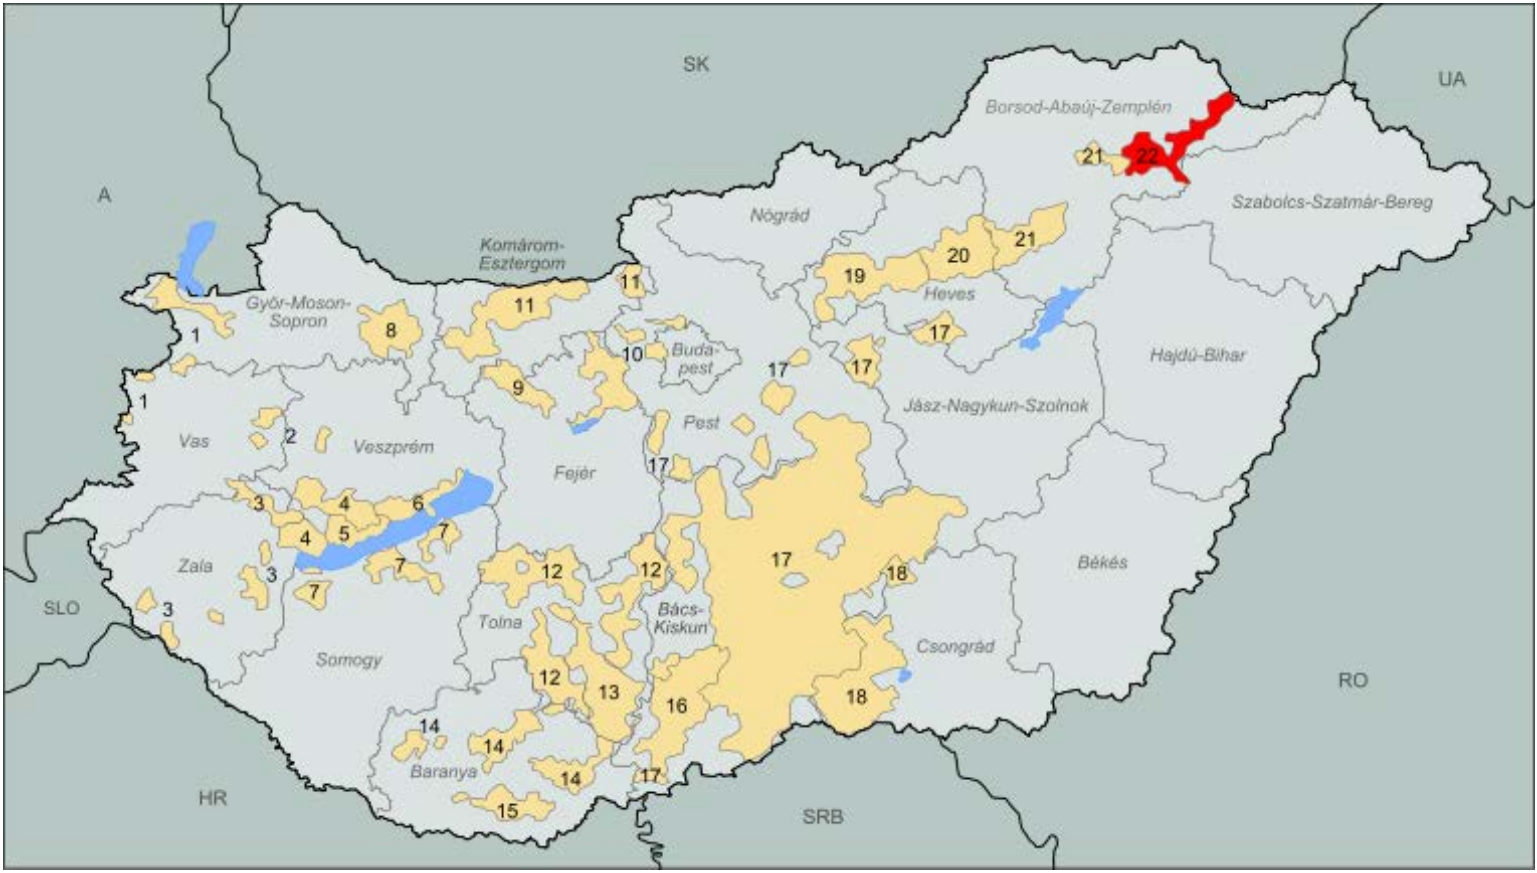 SK
UA
Borsod-Abaúj-Zemplén
21
22
A
Nógrád
Szabolcs-Szatmár-Bereg
Komárom-
Esztergom
21
20
19
11
11
Heves
Györ-Moson-
Sopron
8
1
17
10
Buda-
pest
Hajdú-Bihar
17
17
9
1
Jász-Nagykun-Szolnok
Pest
2
Vas
Veszprém
17
Fejér
3
4
6
5
7
4
17
Békés
Zala
3
7
12
12
18
7
SLO
3
Tolna
Bács-
Kiskun
Csongrád
Somogy
12
13
RO
18
16
14
14
Baranya
14
17
HR
15
SRB